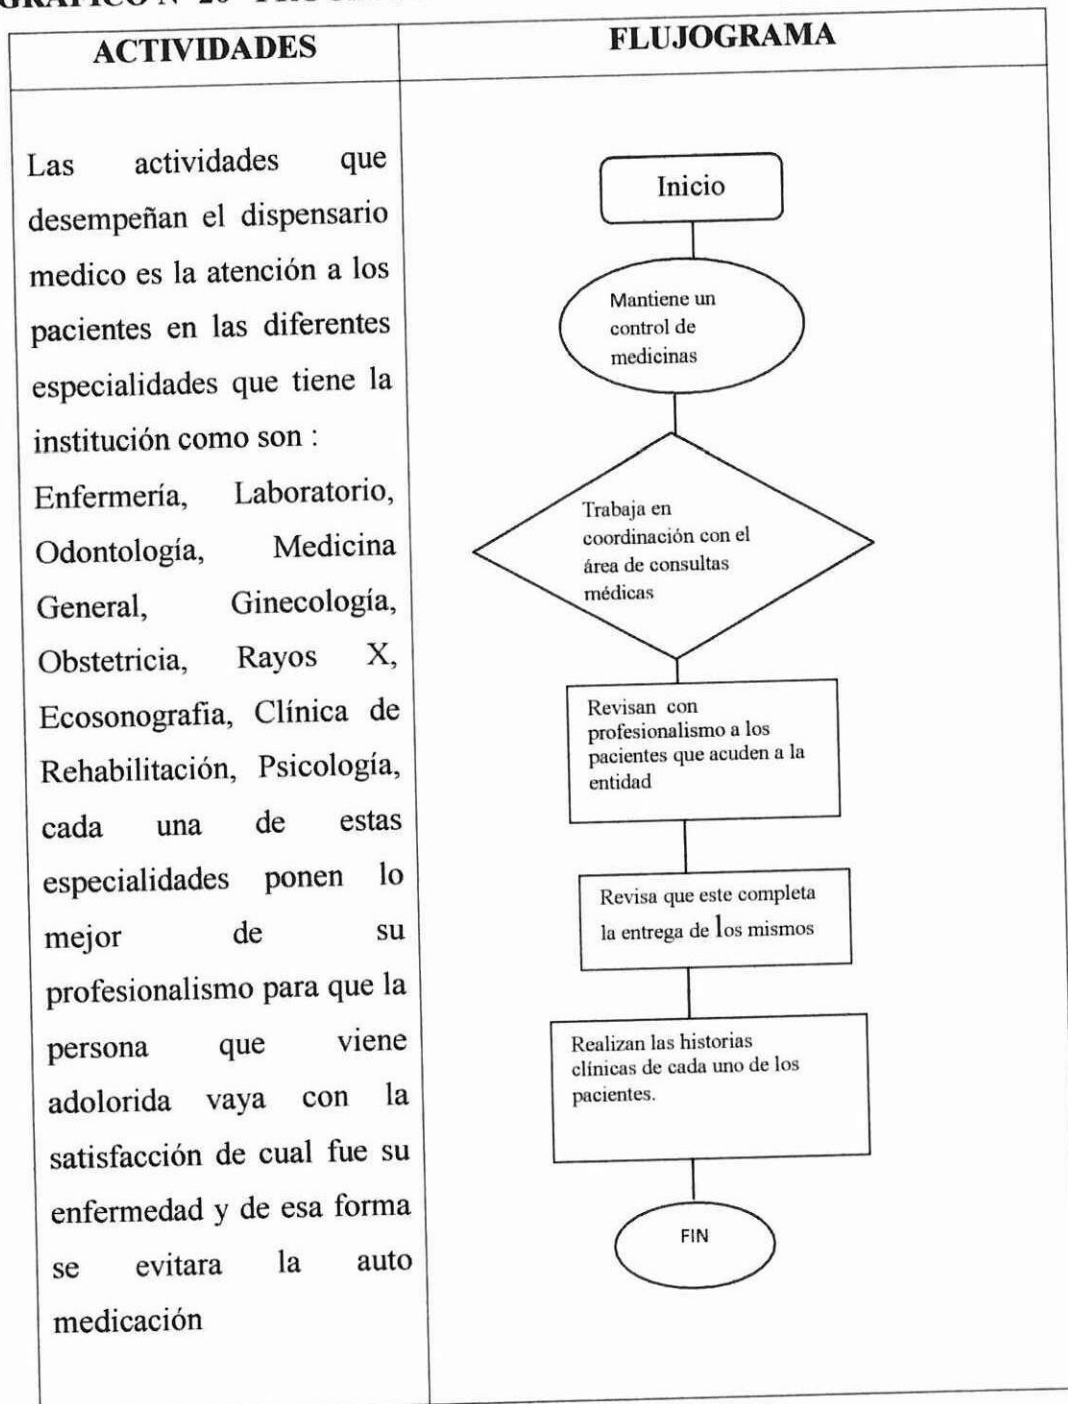 GRÁFICO N° 20
ACTIVIDADES
FLUJOGRAMA
Las actividades que
desempeñan el dispensario
medico es la atención a los
pacientes en las diferentes
especialidades que tiene la
institución como son :
Enfermería, Laboratorio,
Odontología, Medicina
General, Ginecología,
Obstetricia, Rayos X,
Ecosonografia, Clínica de
Rehabilitación, Psicología,
cada una de estas
especialidades ponen lo
mejor de su
profesionalismo para que la
persona que viene
adolorida vaya con la
satisfacción de cual fue su
enfermedad y de esa forma
se evitara la auto
medicación
Inicio
Mantiene un
control de
medicinas
Trabaja en
coordinación con el
área de consultas
médicas
Revisan con
profesionalismo a los
pacientes que acuden a la
entidad
Revisa que este completa
la entrega de los mismos
Realizan las historias
clínicas de cada uno de los
pacientes.
FIN